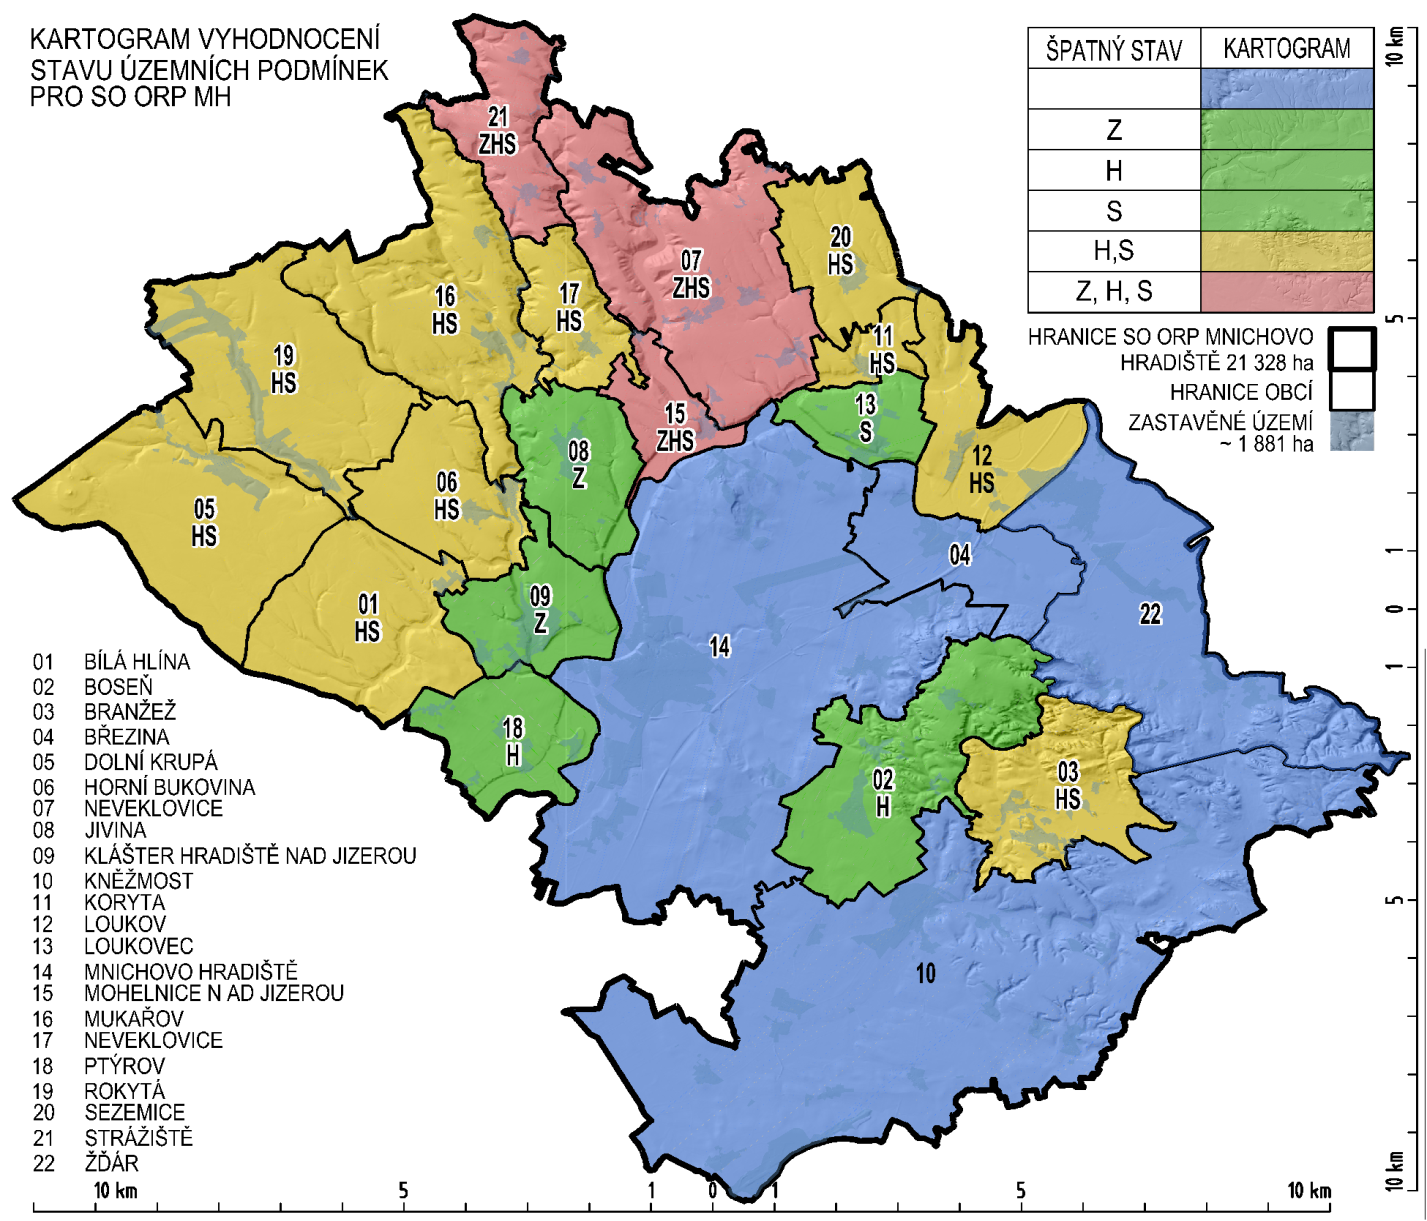 KARTOGRAM VYHODNOCENÍ
STAVU ÚZEMNÍCH PODMÍNEK
PRO SO ORP MH
ŠPATNÝ STAV KARTOGRAM
Z
H
S
H,S
Z, H, S
HRANICE SO ORP MNICHOVO
HRADIŠTĚ 21 328 ha
HRANICE OBCÍ
ZASTAVĚNÉ ÚZEMÍ
~ 1 881 ha
21
ZHS
20
HS
07
ZHS
16
HS
17
HS
11
HS
19
HS
13
S
15
ZHS
08
Z
12
HS
06
HS
05
HS
04
09
Z
01
HS
22
14
18
H
02
H
03
HS
10
01 BÍLÁ HLÍNA
02 BOSEŇ
03 BRANŽEŽ
04 BŘEZINA
05 DOLNÍ KRUPÁ
06 HORNÍ BUKOVINA
07 NEVEKLOVICE
08 JIVINA
09 KLÁŠTER HRADIŠTĚ NAD JIZEROU
10 KNĚŽMOST
11 KORYTA
12 LOUKOV
13 LOUKOVEC
14 MNICHOVO HRADIŠTĚ
15 MOHELNICE N AD JIZEROU
16 MUKAŘOV
17 NEVEKLOVICE
18 PTÝROV
19 ROKYTÁ
20 SEZEMICE
21 STRÁŽIŠTĚ
22 ŽĎÁR
10 km 5 1 0 1 5 10 km
10 km
5
1
0
1
5
10 km